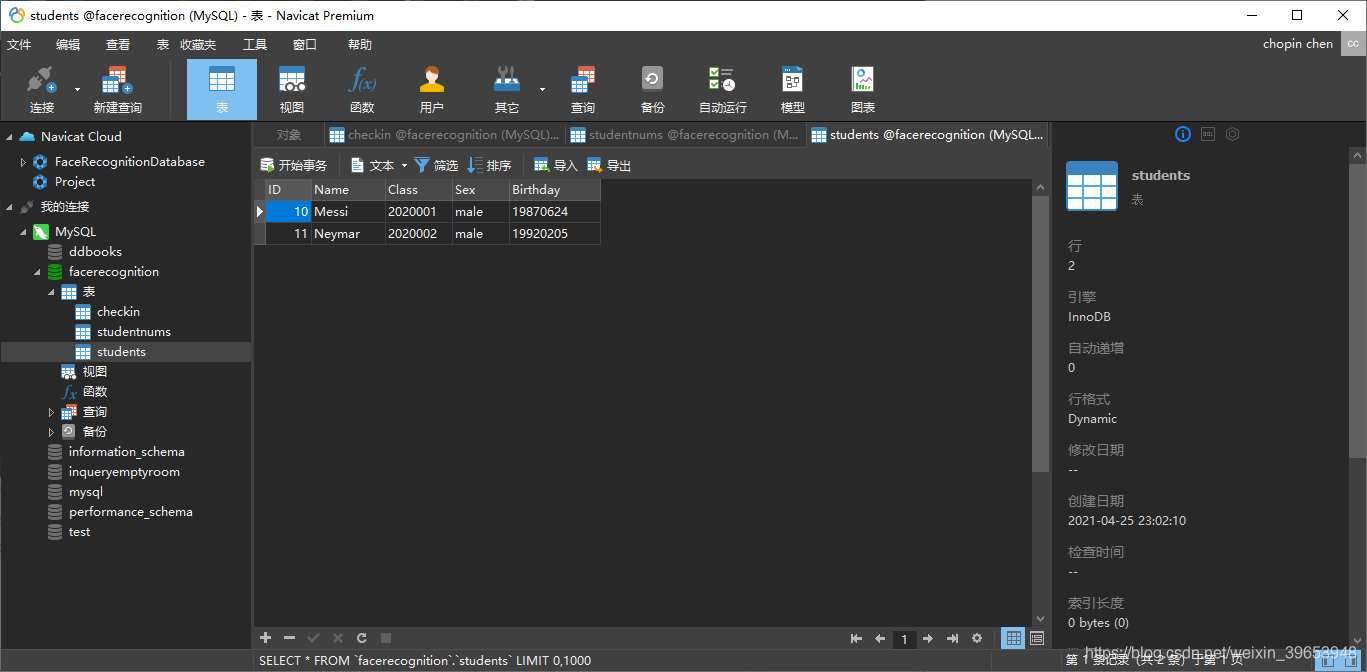 students @facerecognition (MySQL) - 表 - Navicat Premium
文件 编辑 查看 表 收藏夹 工具 窗口 帮助 chopin chen CC
连接 新建查询 表 视图 函数 用户 其它 查询 备份 自动运行 模型 图表
Navicat Cloud
FaceRecognitionDatabase
Project
我的连接
MySQL
ddbooks
facerecognition
表
checkin
studentnums
students
视图
函数
查询
备份
information_schema
inqueryemptyroom
mysql
performance_schema
test
对象 checkin @facerecognition (MySQL)... studentnums @facerecognition (M... students @facerecognition (MySQL...
开始事务 文本 筛选 排序 导入 导出
ID Name Class Sex Birthday
10 Messi 2020001 male 19870624
11 Neymar 2020002 male 19920205
1
SELECT * FROM `facerecognition`.`students` LIMIT 0,1000
第 1 条记录 (共 2 条) 于第 1 页
students
表
行
2
引擎
InnoDB
自动递增
0
行格式
Dynamic
修改日期
--
创建日期
2021-04-25 23:02:10
检查时间
--
索引长度
0 bytes (0)
https://blog.csdn.net/weixin_39653948